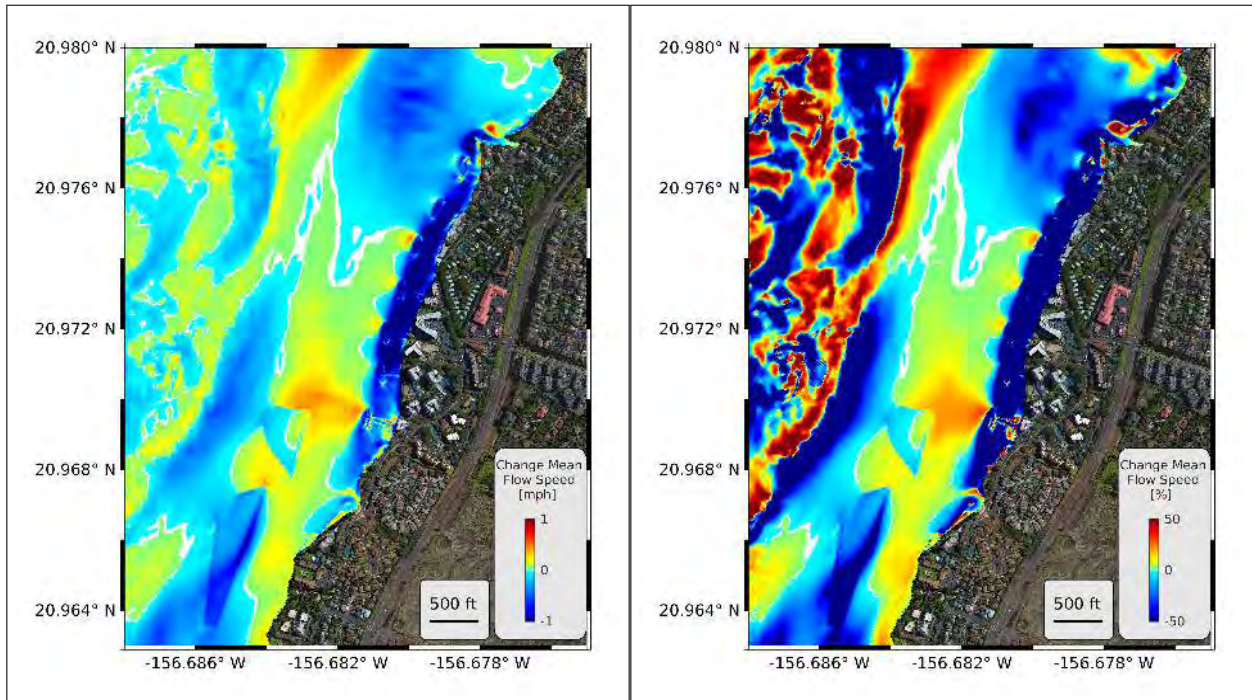 20.980° N
20.976° N
20.972° N
20.968° N
20.964° N
-156.686° W
-156.682° W
-156.678° W
500 ft
Change Mean
Flow Speed
[mph]
1
0
-1
20.980° N
20.976° N
20.972° N
20.968° N
20.964° N
-156.686° W
-156.682° W
-156.678° W
500 ft
Change Mean
Flow Speed
[%]
50
0
-50